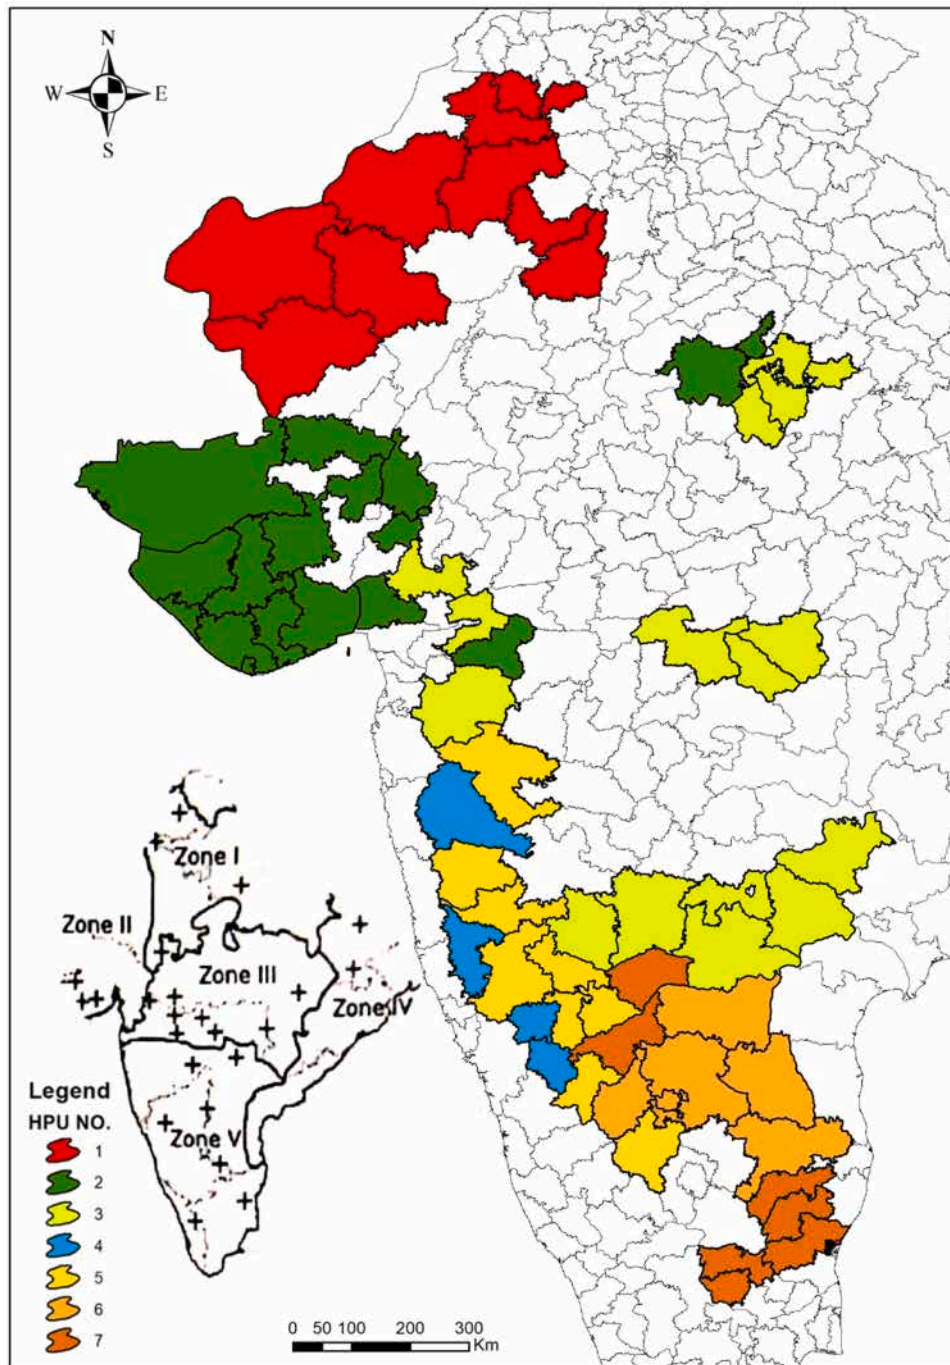 N
W E
S
Zone I
Zone II
Zone III
Zone IV
Zone V
Legend
HPU NO.
1
2
3
4
5
6
7
0 50 100 200 300
Km